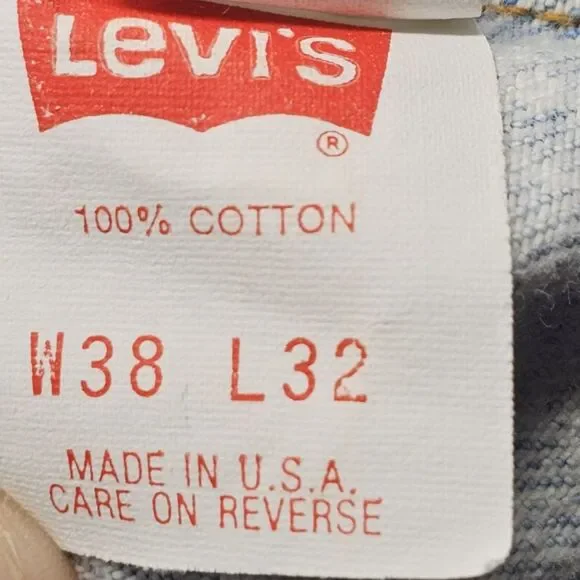 Levi's
®
100% COTTON
W38 L32
MADE IN U.S.A.
CARE ON REVERSE